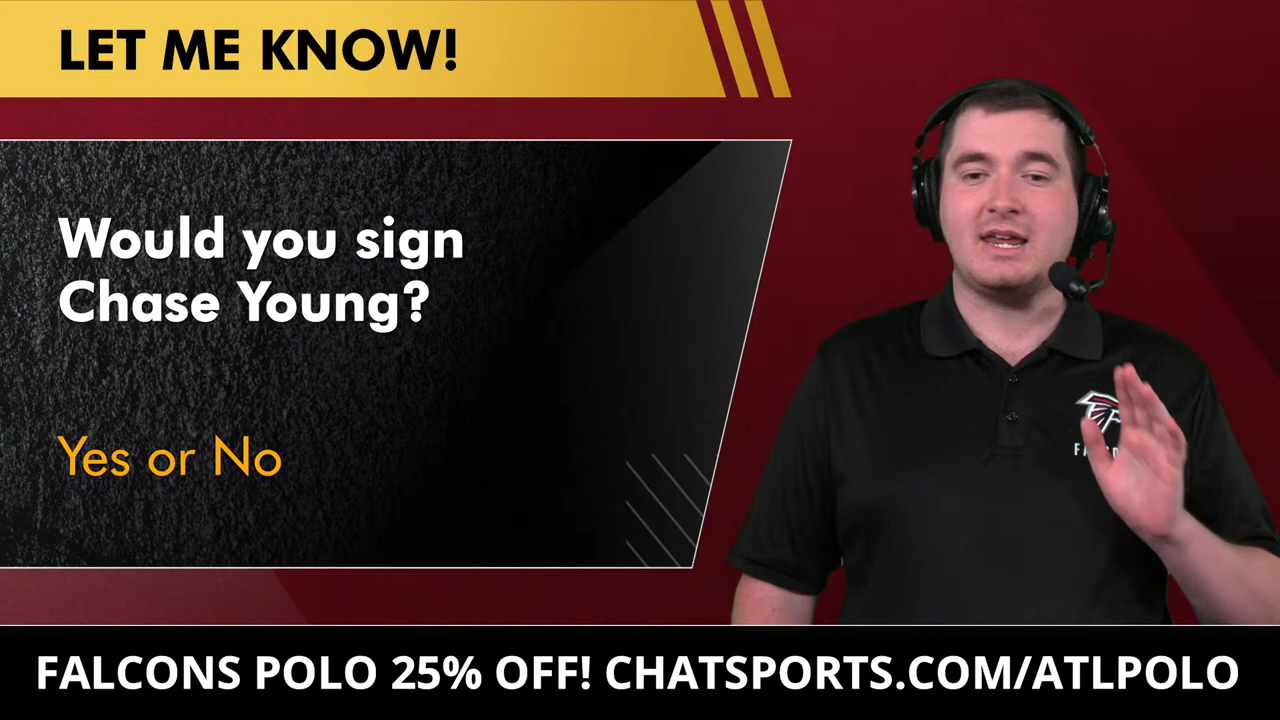 LET ME KNOW!
Would you sign
Chase Young?
Yes or No
FALCONS POLO 25% OFF! CHATSPORTS.COM/ATLPOLO